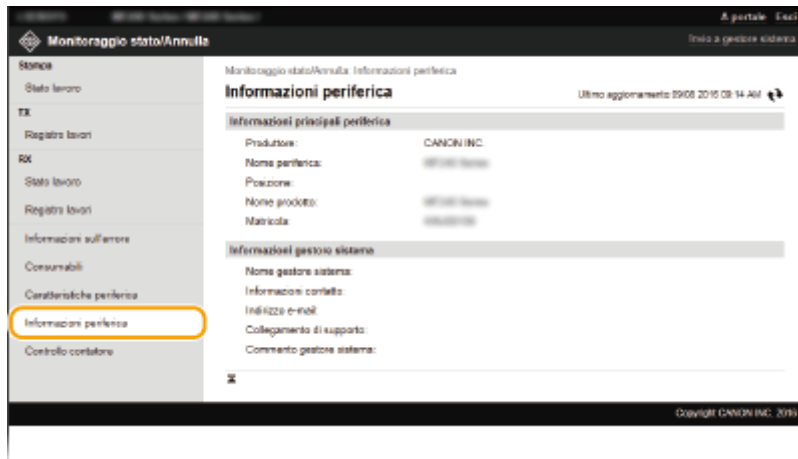 A portale Esci
Monitoraggio stato/Annulla
Invio a gestore sistema
Stampa
Stato lavoro
TX
Registro lavori
RX
Stato lavoro
Registro lavori
Informazioni sull'errore
Consumabili
Caratteristiche periferica
Informazioni periferica
Controllo contatore
Monitoraggio stato/Annulla: Informazioni periferica
Informazioni periferica
Ultimo aggiornamento 09/08 2016 09:14 AM
Informazioni principali periferica
Produttore: CANON INC.
Nome periferica:
Posizione:
Nome prodotto:
Matricola:
Informazioni gestore sistema
Nome gestore sistema:
Informazioni contatto:
Indirizzo e-mail:
Collegamento di supporto:
Commento gestore sistema:
Copyright CANON INC. 2016